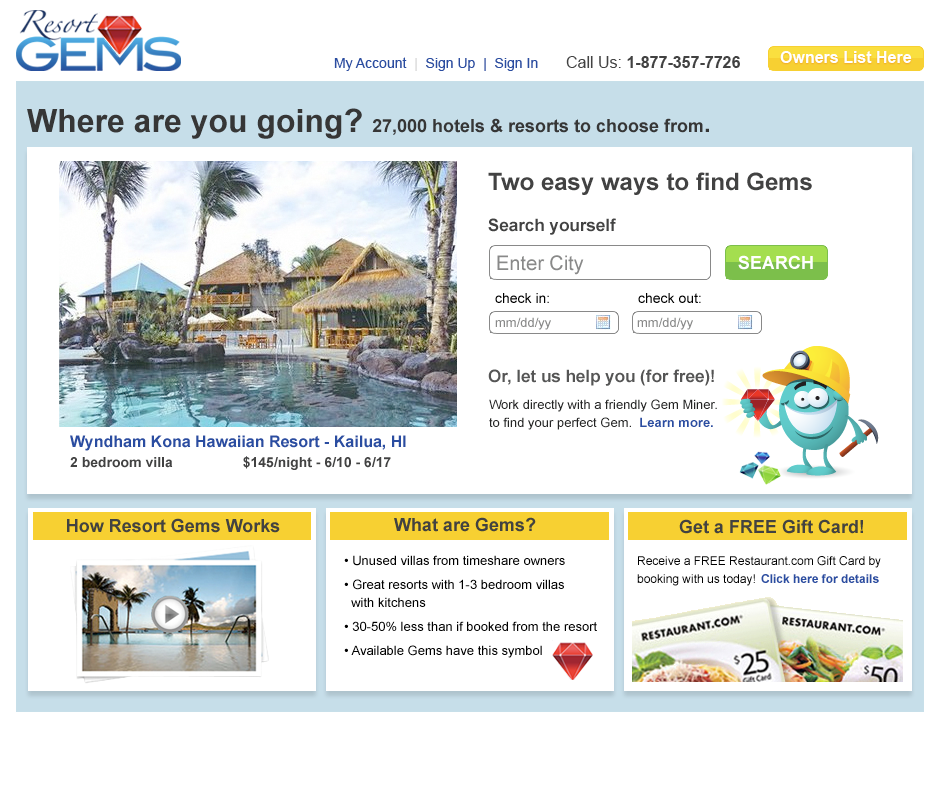 Resort
GEMS
My Account | Sign Up | Sign In
Call Us: 1-877-357-7726
Owners List Here
Where are you going? 27,000 hotels & resorts to choose from.
Two easy ways to find Gems
Search yourself
Enter City
SEARCH
check in: check out:
mm/dd/yy mm/dd/yy
Or, let us help you (for free)!
Work directly with a friendly Gem Miner.
to find your perfect Gem. Learn more.
Wyndham Kona Hawaiian Resort - Kailua, HI
2 bedroom villa $145/night - 6/10 - 6/17
How Resort Gems Works
What are Gems?
• Unused villas from timeshare owners
• Great resorts with 1-3 bedroom villas
with kitchens
• 30-50% less than if booked from the resort
• Available Gems have this symbol
Get a FREE Gift Card!
Receive a FREE Restaurant.com Gift Card by
booking with us today! Click here for details
RESTAURANT.COM®
$25
Gift Card
RESTAURANT.COM®
$50